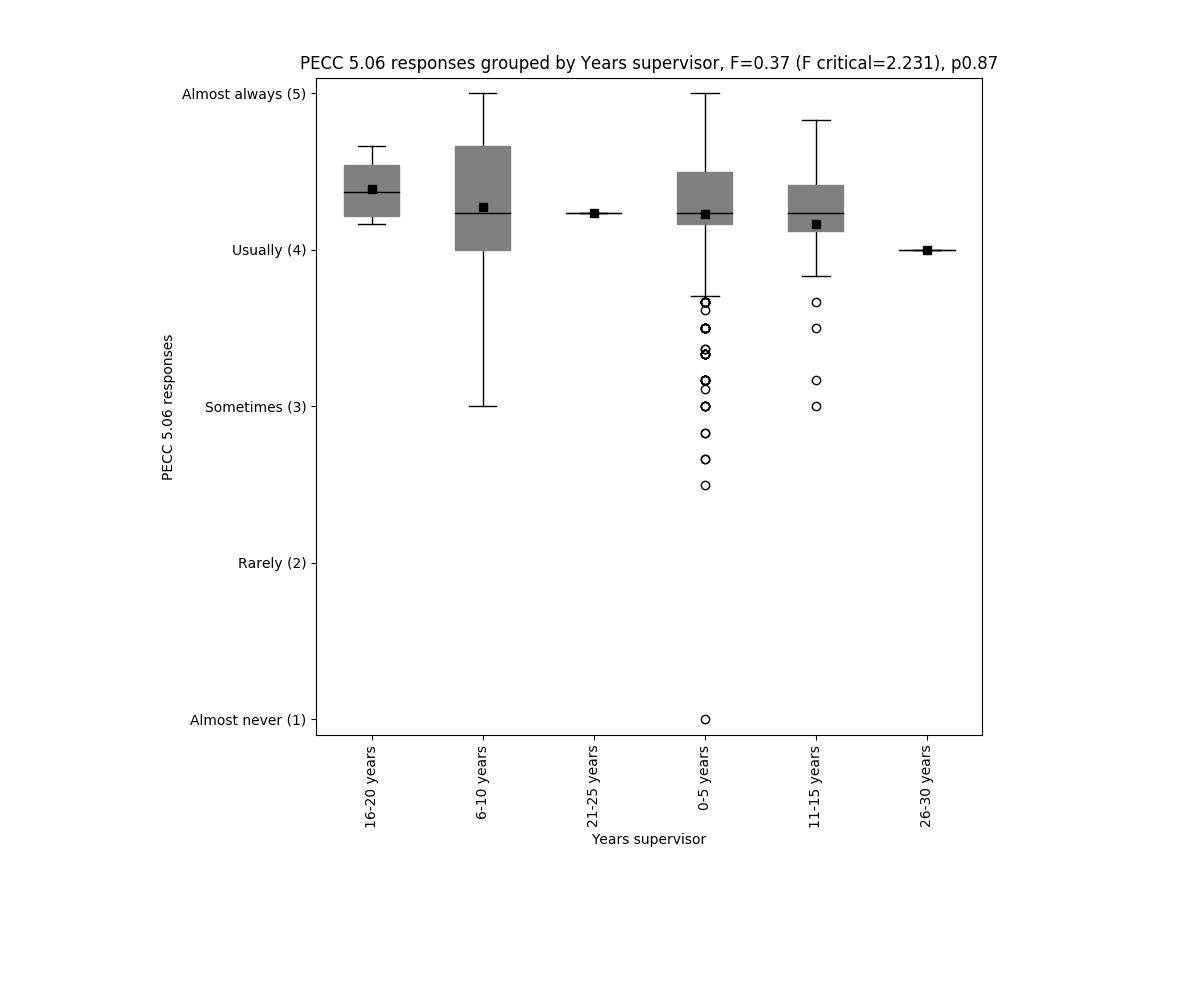 PECC 5.06 responses grouped by Years supervisor, F=0.37 (F critical=2.231), p0.87
Almost always (5)
Usually (4)
Sometimes (3)
Rarely (2)
Almost never (1)
PECC 5.06 responses
16-20 years
6-10 years
21-25 years
0-5 years
11-15 years
26-30 years
Years supervisor